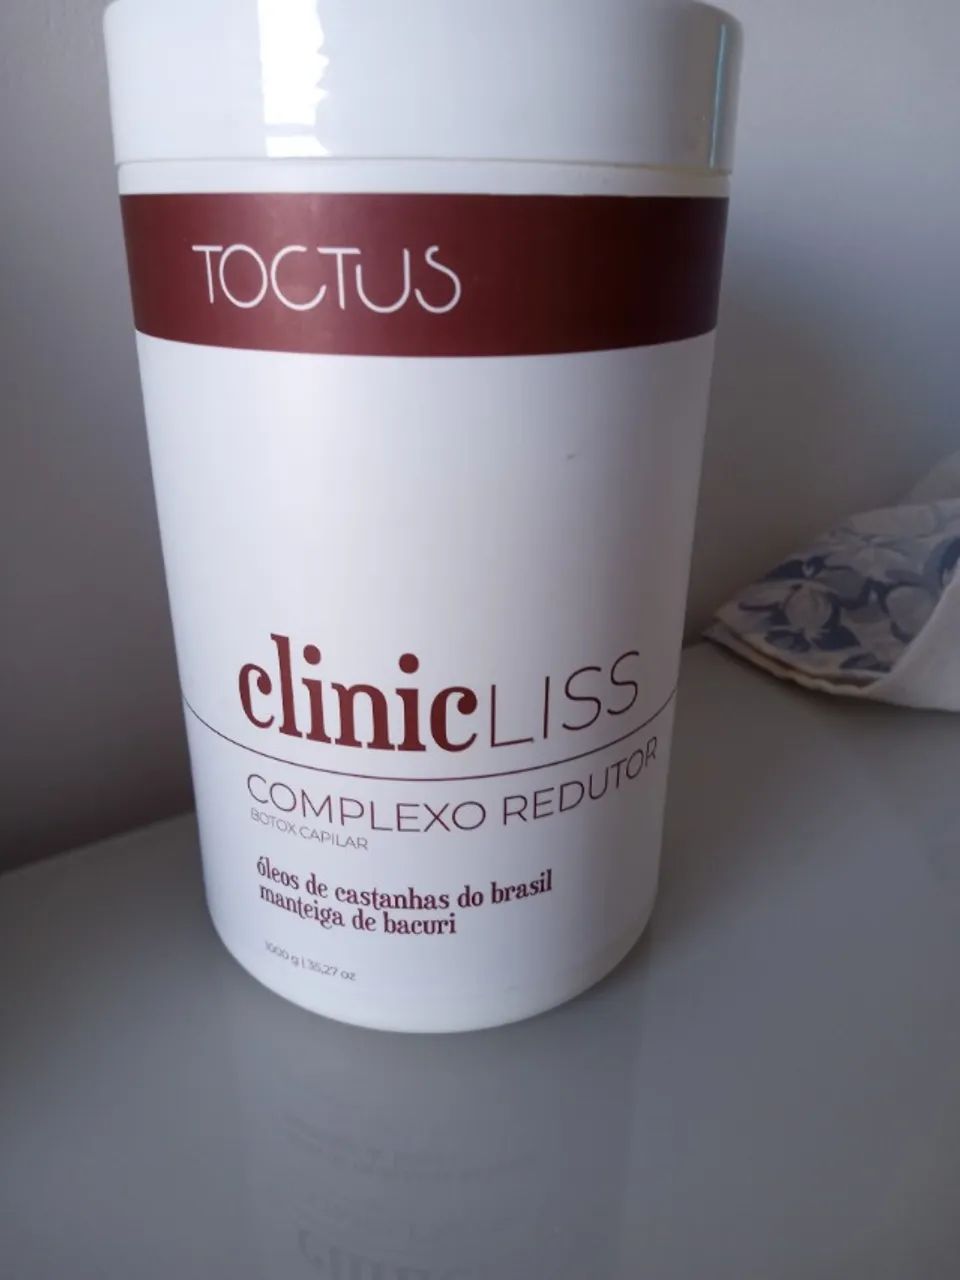 TOCTUS
clinicLISS
COMPLEXO REDUTOR
BOTOX CAPILAR
óleos de castanhas do brasil
manteiga de bacuri
1000 g | 35,27 oz